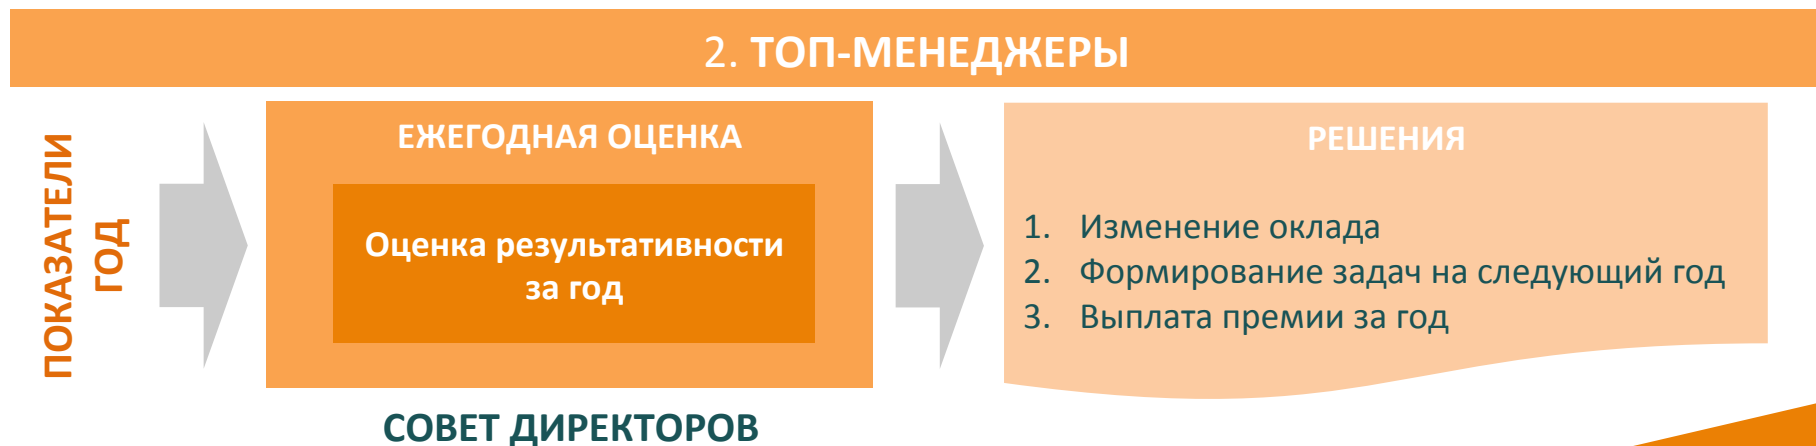 2. ТОП-МЕНЕДЖЕРЫ
ПОКАЗАТЕЛИ
ГОД
ЕЖЕГОДНАЯ ОЦЕНКА
Оценка результативности
за год
СОВЕТ ДИРЕКТОРОВ
РЕШЕНИЯ
1. Изменение оклада
2. Формирование задач на следующий год
3. Выплата премии за год